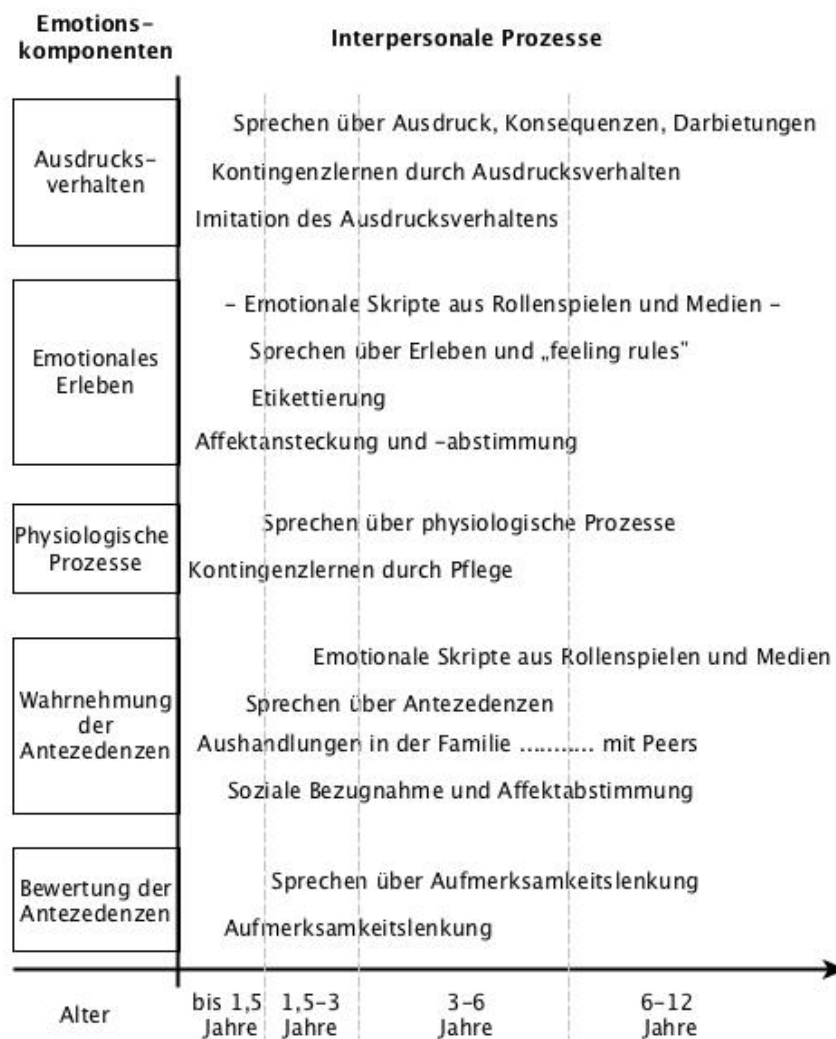 Emotions-
komponenten
Interpersonale Prozesse
Ausdrucks-
verhalten
Sprechen über Ausdruck, Konsequenzen, Darbietungen
Kontingenzlernen durch Ausdrucksverhalten
Imitation des Ausdrucksverhaltens
Emotionales
Erleben
- Emotionale Skripte aus Rollenspielen und Medien -
Sprechen über Erleben und „feeling rules”
Etikettierung
Affektansteckung und -abstimmung
Physiologische
Prozesse
Sprechen über physiologische Prozesse
Kontingenzlernen durch Pflege
Wahrnehmung
der
Antezedenzen
Emotionale Skripte aus Rollenspielen und Medien
Sprechen über Antezedenzen
Aushandlungen in der Familie ........... mit Peers
Soziale Bezugnahme und Affektabstimmung
Bewertung der
Antezedenzen
Sprechen über Aufmerksamkeitslenkung
Aufmerksamkeitslenkung
Alter
bis 1,5
Jahre
1,5-3
Jahre
3-6
Jahre
6-12
Jahre